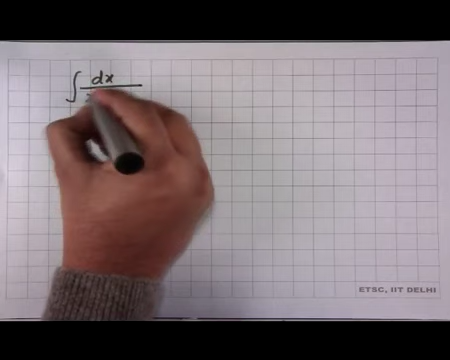 ∫ dx
ETSC, IIT DELHI